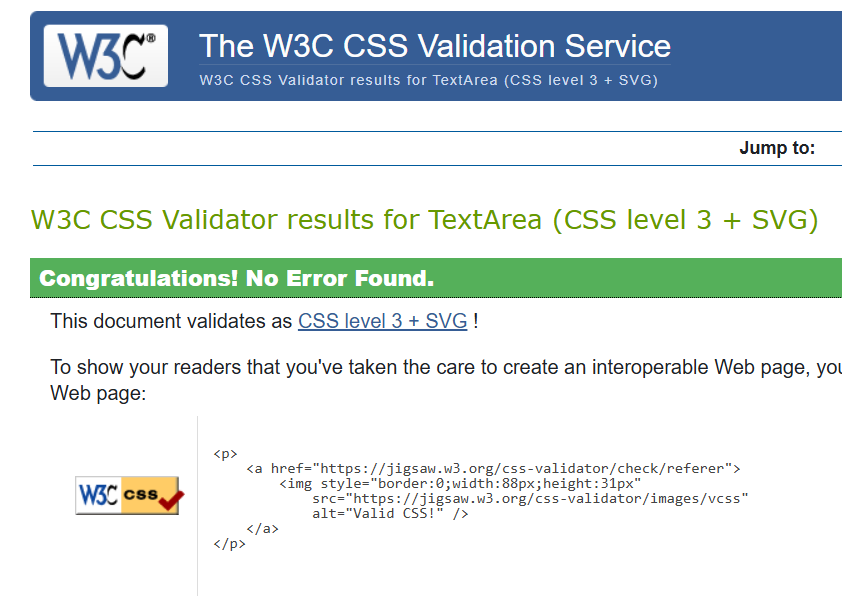 W3C®
The W3C CSS Validation Service
W3C CSS Validator results for TextArea (CSS level 3 + SVG)
Jump to:
W3C CSS Validator results for TextArea (CSS level 3 + SVG)
Congratulations! No Error Found.
This document validates as CSS level 3 + SVG !
To show your readers that you've taken the care to create an interoperable Web page, you
Web page:
W3C css
<p>
<a href="https://jigsaw.w3.org/css-validator/check/referer">
<img style="border:0;width:88px;height:31px"
src="https://jigsaw.w3.org/css-validator/images/vcss"
alt="Valid CSS!" />
</a>
</p>